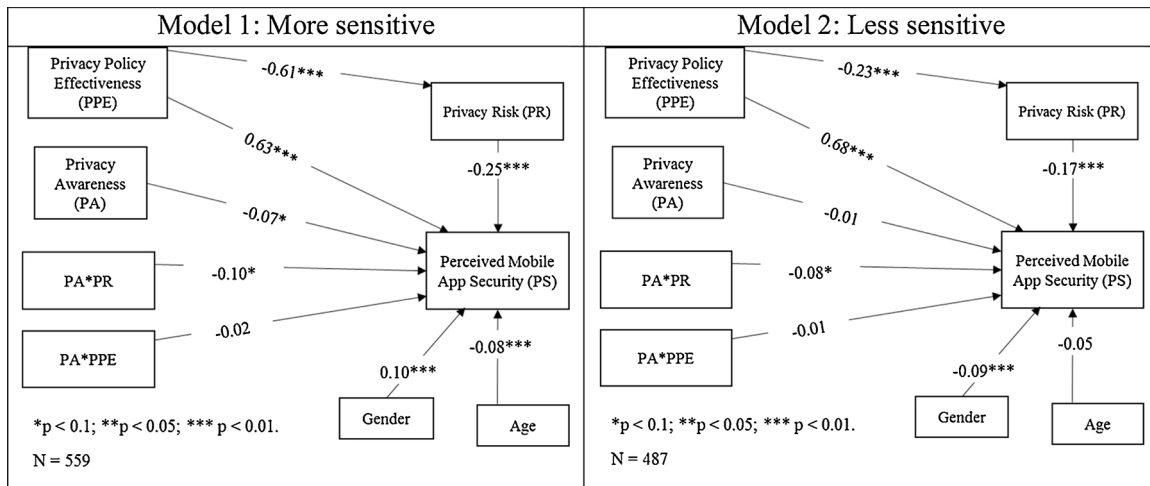 Model 1: More sensitive
Privacy Policy
Effectiveness
(PPE)
-0.61***
Privacy Risk (PR)
0.63***
-0.25***
Privacy
Awareness
(PA)
-0.07*
Perceived Mobile
App Security (PS)
PA*PR
-0.10*
PA*PPE
-0.02
0.10***
-0.08***
Gender
Age
*p < 0.1; **p < 0.05; *** p < 0.01.
N = 559
Model 2: Less sensitive
Privacy Policy
Effectiveness
(PPE)
-0.23***
Privacy Risk (PR)
0.68***
-0.17***
Privacy
Awareness
(PA)
-0.01
Perceived Mobile
App Security (PS)
PA*PR
-0.08*
PA*PPE
-0.01
-0.09***
-0.05
Gender
Age
*p < 0.1; **p < 0.05; *** p < 0.01.
N = 487